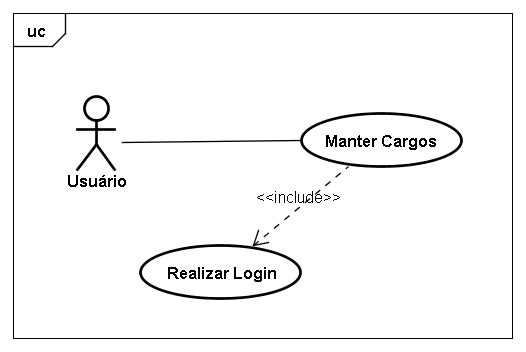 uc
Manter Cargos
Usuário
<<include>>
Realizar Login